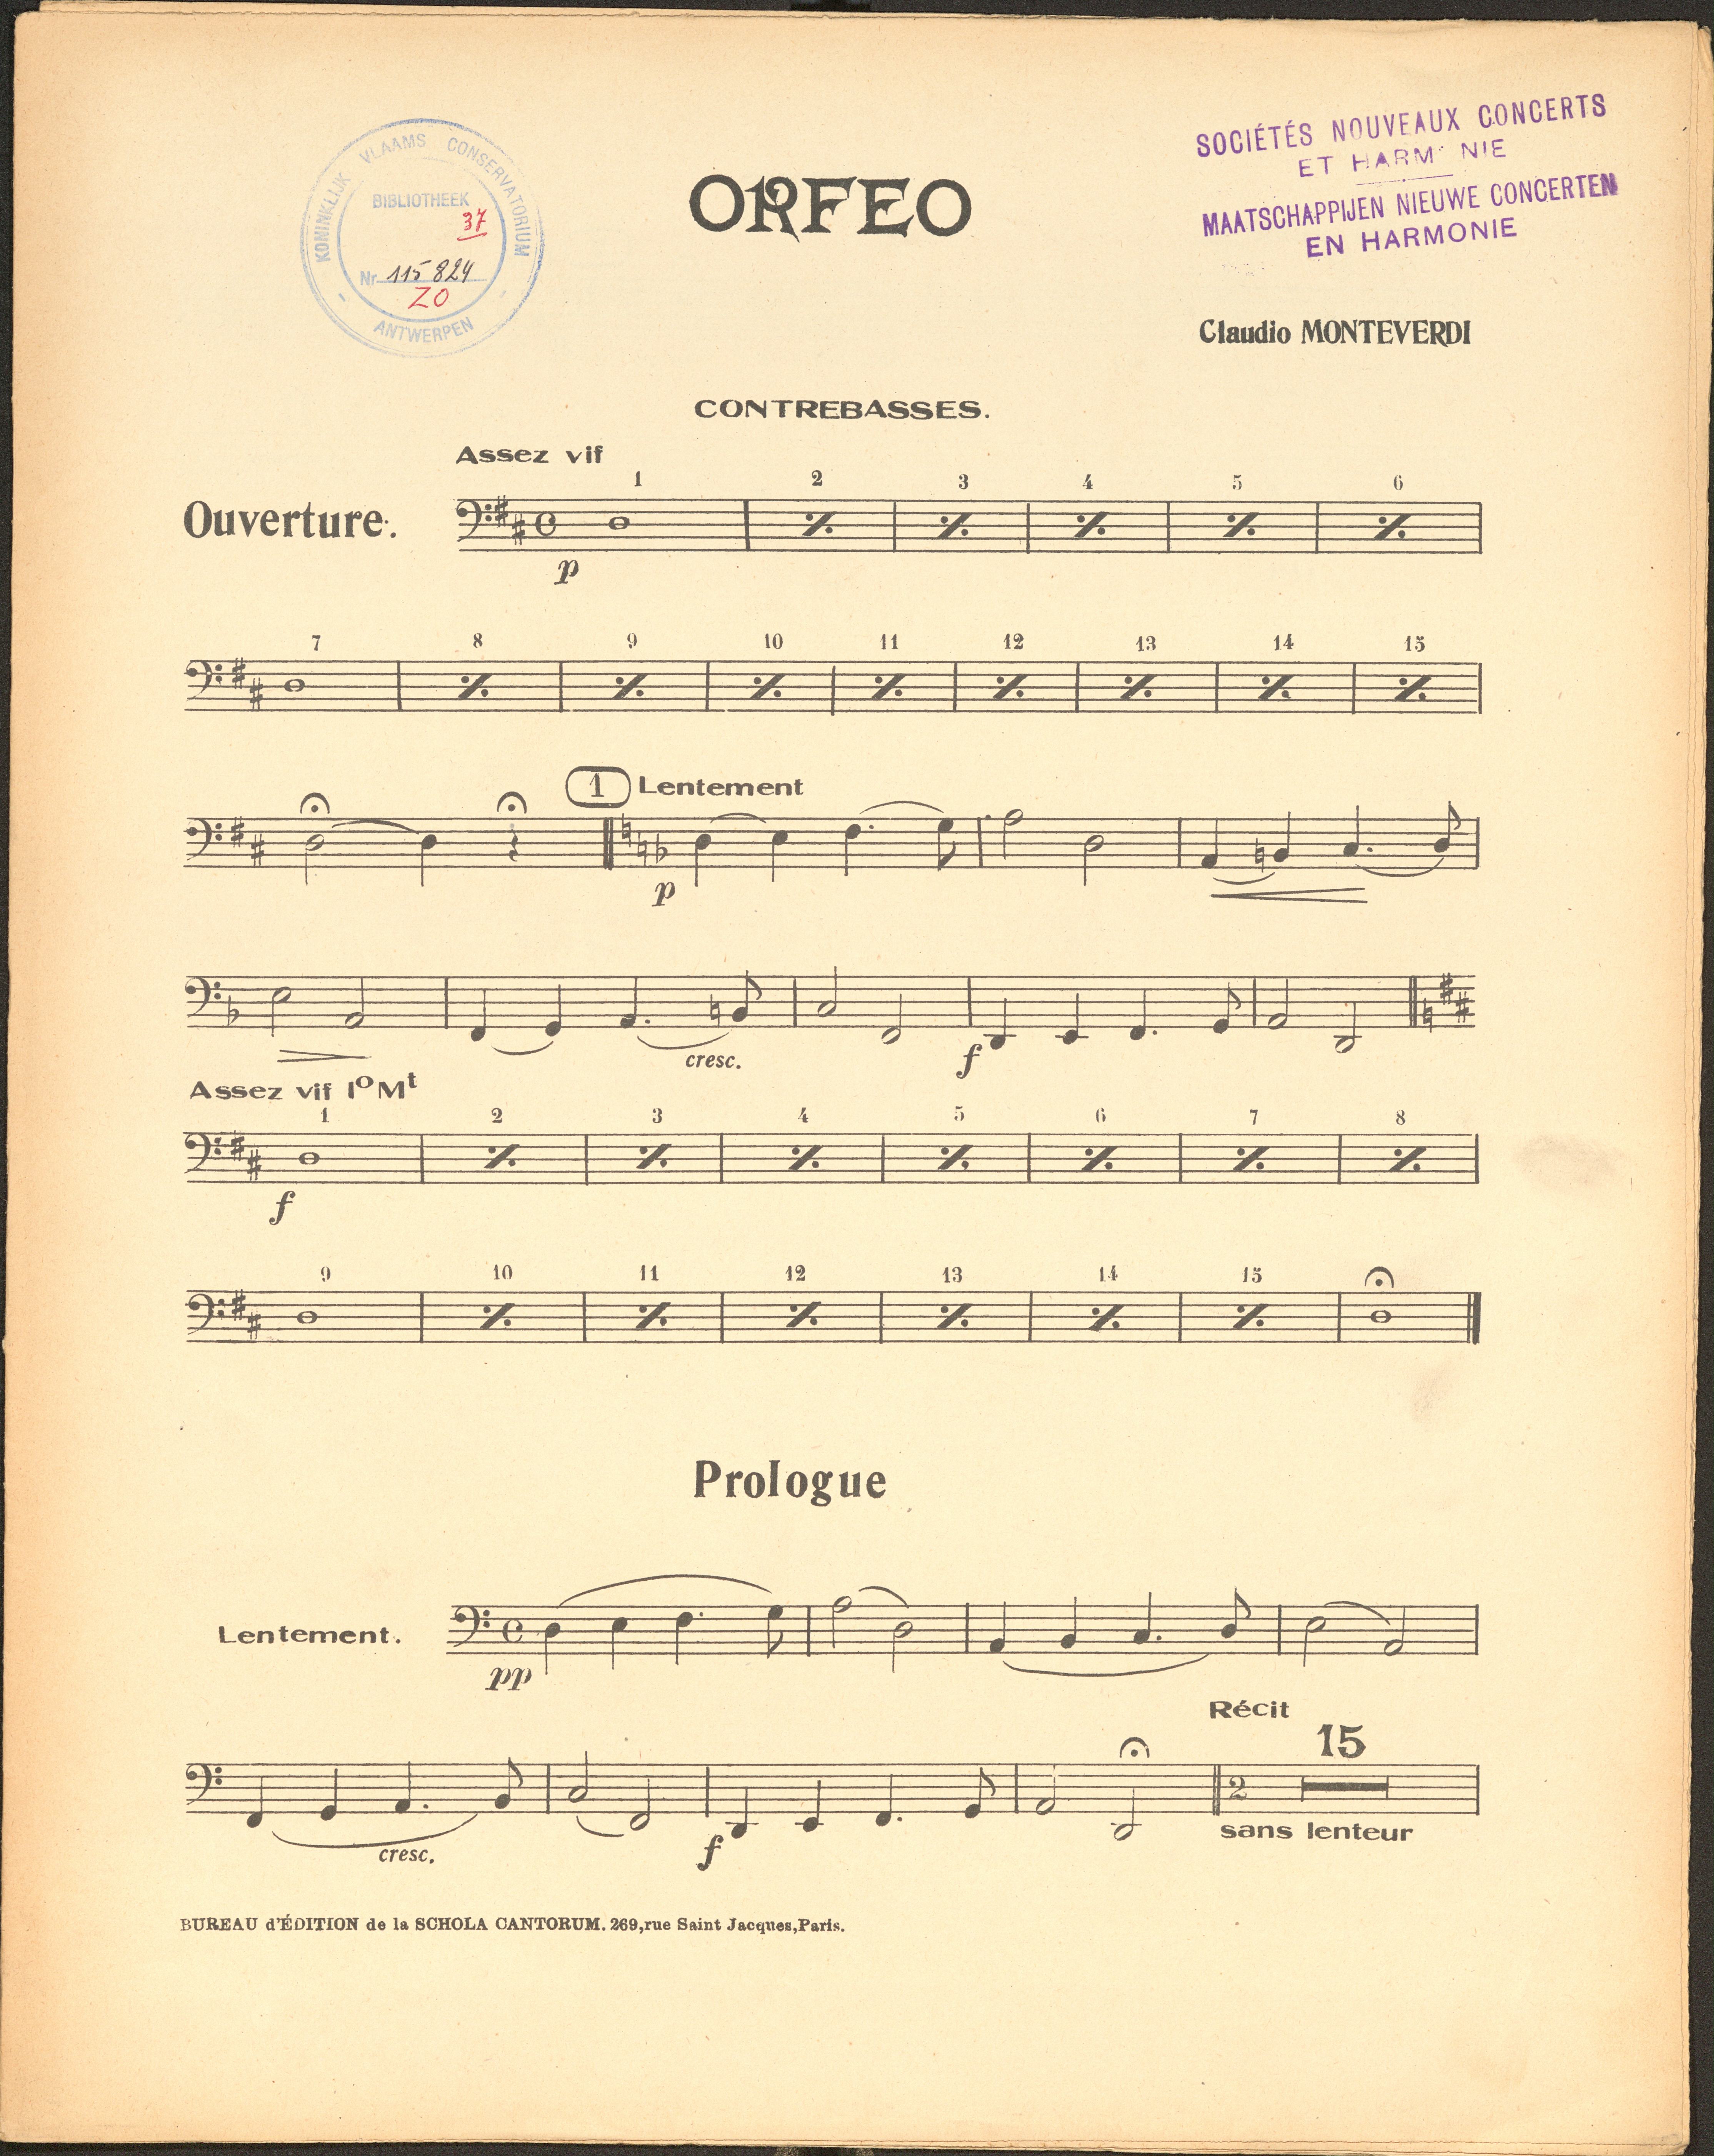 KONINKLIJK VLAAMS CONSERVATORIUM
BIBLIOTHEEK
37
Nr 115824
ZO
ANTWERPEN
SOCIÉTÉS NOUVEAUX CONCERTS
ET HARM NIE
MAATSCHAPPIJEN NIEUWE CONCERTEN
EN HARMONIE
ORFEO
Claudio MONTEVERDI
CONTREBASSES.
Assez vif
1 2 3 4 5 6
Ouverture.
p
7 8 9 10 11 12 13 14 15
1 Lentement
p
cresc. f
Assez vif Iº Mt
1 2 3 4 5 6 7 8
f
9 10 11 12 13 14 15
Prologue
Lentement.
pp
Récit
15
2
cresc. f sans lenteur
BUREAU d'ÉDITION de la SCHOLA CANTORUM. 269, rue Saint Jacques, Paris.